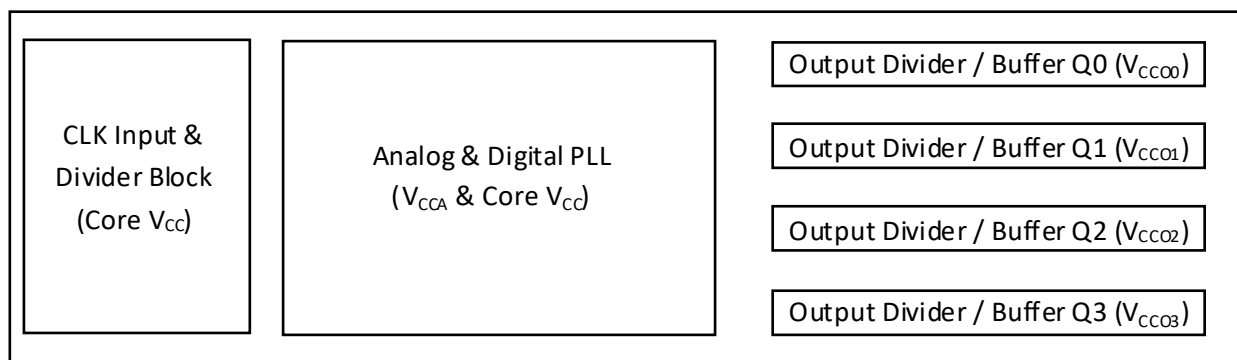 CLK Input &
Divider Block
(Core VCC)
Analog & Digital PLL
(VCCA & Core VCC)
Output Divider / Buffer Q0 (VCCO0)
Output Divider / Buffer Q1 (VCCO1)
Output Divider / Buffer Q2 (VCCO2)
Output Divider / Buffer Q3 (VCCO3)